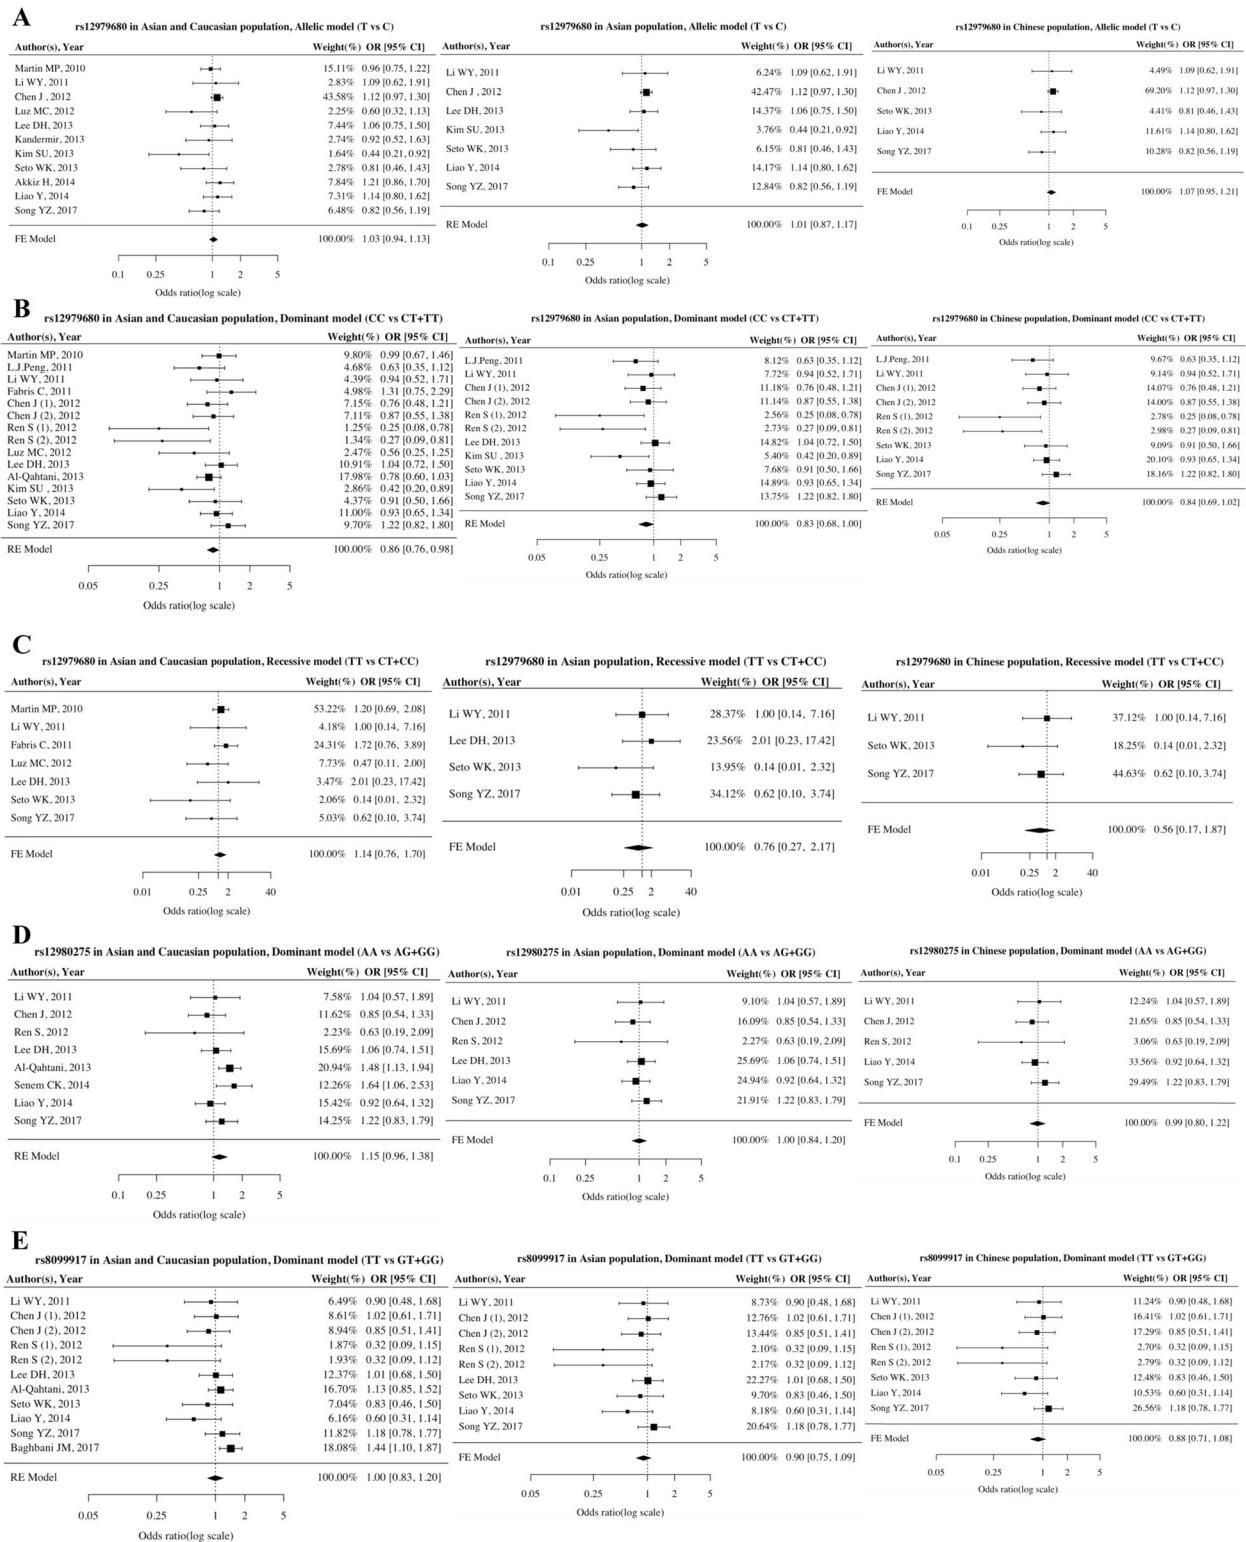 A
rs12979680 in Asian and Caucasian population, Allelic model (T vs C)
Author(s), Year Weight(%) OR [95% CI]
Martin MP, 2010 15.11% 0.96 [0.75, 1.22]
Li WY, 2011 2.83% 1.09 [0.62, 1.91]
Chen J , 2012 43.58% 1.12 [0.97, 1.30]
Luz MC, 2012 2.25% 0.60 [0.32, 1.13]
Lee DH, 2013 7.44% 1.06 [0.75, 1.50]
Kandermir, 2013 2.74% 0.92 [0.52, 1.63]
Kim SU, 2013 1.64% 0.44 [0.21, 0.92]
Seto WK, 2013 2.78% 0.81 [0.46, 1.43]
Akkiz H, 2014 7.84% 1.21 [0.86, 1.70]
Liao Y, 2014 7.31% 1.14 [0.80, 1.62]
Song YZ, 2017 6.48% 0.82 [0.56, 1.19]
FE Model 100.00% 1.03 [0.94, 1.13]
0.1 0.25 1 2 5
Odds ratio(log scale)
rs12979680 in Asian population, Allelic model (T vs C)
Author(s), Year Weight(%) OR [95% CI]
Li WY, 2011 6.24% 1.09 [0.62, 1.91]
Chen J , 2012 42.47% 1.12 [0.97, 1.30]
Lee DH, 2013 14.37% 1.06 [0.75, 1.50]
Kim SU, 2013 3.76% 0.44 [0.21, 0.92]
Seto WK, 2013 6.15% 0.81 [0.46, 1.43]
Liao Y, 2014 14.17% 1.14 [0.80, 1.62]
Song YZ, 2017 12.84% 0.82 [0.56, 1.19]
RE Model 100.00% 1.01 [0.87, 1.17]
0.1 0.25 1 2 5
Odds ratio(log scale)
rs12979680 in Chinese population, Allelic model (T vs C)
Author(s), Year Weight(%) OR [95% CI]
Li WY, 2011 4.49% 1.09 [0.62, 1.91]
Chen J , 2012 69.20% 1.12 [0.97, 1.30]
Seto WK, 2013 4.41% 0.81 [0.46, 1.43]
Liao Y, 2014 11.61% 1.14 [0.80, 1.62]
Song YZ, 2017 10.28% 0.82 [0.56, 1.19]
FE Model 100.00% 1.07 [0.95, 1.21]
0.1 0.25 1 2 5
Odds ratio(log scale)
B
rs12979680 in Asian and Caucasian population, Dominant model (CC vs CT+TT)
Author(s), Year Weight(%) OR [95% CI]
Martin MP, 2010 9.80% 0.99 [0.67, 1.46]
L.J.Peng, 2011 4.68% 0.63 [0.35, 1.12]
Li WY, 2011 4.39% 0.94 [0.52, 1.71]
Fabris C, 2011 4.98% 1.31 [0.75, 2.29]
Chen J (1), 2012 7.15% 0.76 [0.48, 1.21]
Chen J (2), 2012 7.11% 0.87 [0.55, 1.38]
Ren S (1), 2012 1.25% 0.25 [0.08, 0.78]
Ren S (2), 2012 1.34% 0.27 [0.09, 0.81]
Luz MC, 2012 2.47% 0.56 [0.25, 1.25]
Lee DH, 2013 10.91% 1.04 [0.72, 1.50]
Al-Qahtani, 2013 17.98% 0.78 [0.60, 1.03]
Kim SU , 2013 2.86% 0.42 [0.20, 0.89]
Seto WK, 2013 4.37% 0.91 [0.50, 1.66]
Liao Y, 2014 11.00% 0.93 [0.65, 1.34]
Song YZ, 2017 9.70% 1.22 [0.82, 1.80]
RE Model 100.00% 0.86 [0.76, 0.98]
0.05 0.25 1 2 5
Odds ratio(log scale)
rs12979680 in Asian population, Dominant model (CC vs CT+TT)
Author(s), Year Weight(%) OR [95% CI]
L.J.Peng, 2011 8.12% 0.63 [0.35, 1.12]
Li WY, 2011 7.72% 0.94 [0.52, 1.71]
Chen J (1), 2012 11.18% 0.76 [0.48, 1.21]
Chen J (2), 2012 11.14% 0.87 [0.55, 1.38]
Ren S (1), 2012 2.56% 0.25 [0.08, 0.78]
Ren S (2), 2012 2.73% 0.27 [0.09, 0.81]
Lee DH, 2013 14.82% 1.04 [0.72, 1.50]
Kim SU, 2013 5.40% 0.42 [0.20, 0.89]
Seto WK, 2013 7.68% 0.91 [0.50, 1.66]
Liao Y, 2014 14.89% 0.93 [0.65, 1.34]
Song YZ, 2017 13.75% 1.22 [0.82, 1.80]
RE Model 100.00% 0.83 [0.68, 1.00]
0.05 0.25 1 2 5
Odds ratio(log scale)
rs12979680 in Chinese population, Dominant model (CC vs CT+TT)
Author(s), Year Weight(%) OR [95% CI]
L.J.Peng, 2011 9.67% 0.63 [0.35, 1.12]
Li WY, 2011 9.14% 0.94 [0.52, 1.71]
Chen J (1), 2012 14.07% 0.76 [0.48, 1.21]
Chen J (2), 2012 14.00% 0.87 [0.55, 1.38]
Ren S (1), 2012 2.78% 0.25 [0.08, 0.78]
Ren S (2), 2012 2.98% 0.27 [0.09, 0.81]
Seto WK, 2013 9.09% 0.91 [0.50, 1.66]
Liao Y, 2014 20.10% 0.93 [0.65, 1.34]
Song YZ, 2017 18.16% 1.22 [0.82, 1.80]
RE Model 100.00% 0.84 [0.69, 1.02]
0.05 0.25 1 2 5
Odds ratio(log scale)
C
rs12979680 in Asian and Caucasian population, Recessive model (TT vs CT+CC)
Author(s), Year Weight(%) OR [95% CI]
Martin MP, 2010 53.22% 1.20 [0.69, 2.08]
Li WY, 2011 4.18% 1.00 [0.14, 7.16]
Fabris C, 2011 24.31% 1.72 [0.76, 3.89]
Luz MC, 2012 7.73% 0.47 [0.11, 2.00]
Lee DH, 2013 3.47% 2.01 [0.23, 17.42]
Seto WK, 2013 2.06% 0.14 [0.01, 2.32]
Song YZ, 2017 5.03% 0.62 [0.10, 3.74]
FE Model 100.00% 1.14 [0.76, 1.70]
0.01 0.25 2 40
Odds ratio(log scale)
rs12979680 in Asian population, Recessive model (TT vs CT+CC)
Author(s), Year Weight(%) OR [95% CI]
Li WY, 2011 28.37% 1.00 [0.14, 7.16]
Lee DH, 2013 23.56% 2.01 [0.23, 17.42]
Seto WK, 2013 13.95% 0.14 [0.01, 2.32]
Song YZ, 2017 34.12% 0.62 [0.10, 3.74]
FE Model 100.00% 0.76 [0.27, 2.17]
0.01 0.25 2 40
Odds ratio(log scale)
rs12979680 in Chinese population, Recessive model (TT vs CT+CC)
Author(s), Year Weight(%) OR [95% CI]
Li WY, 2011 37.12% 1.00 [0.14, 7.16]
Seto WK, 2013 18.25% 0.14 [0.01, 2.32]
Song YZ, 2017 44.63% 0.62 [0.10, 3.74]
FE Model 100.00% 0.56 [0.17, 1.87]
0.01 0.25 2 40
Odds ratio(log scale)
D
rs12980275 in Asian and Caucasian population, Dominant model (AA vs AG+GG)
Author(s), Year Weight(%) OR [95% CI]
Li WY, 2011 7.58% 1.04 [0.57, 1.89]
Chen J, 2012 11.62% 0.85 [0.54, 1.33]
Ren S, 2012 2.23% 0.63 [0.19, 2.09]
Lee DH, 2013 15.69% 1.06 [0.74, 1.51]
Al-Qahtani, 2013 20.94% 1.48 [1.13, 1.94]
Senem CK, 2014 12.26% 1.64 [1.06, 2.53]
Liao Y, 2014 15.42% 0.92 [0.64, 1.32]
Song YZ, 2017 14.25% 1.22 [0.83, 1.79]
RE Model 100.00% 1.15 [0.96, 1.38]
0.1 0.25 1 2 5
Odds ratio(log scale)
rs12980275 in Asian population, Dominant model (AA vs AG+GG)
Author(s), Year Weight(%) OR [95% CI]
Li WY, 2011 9.10% 1.04 [0.57, 1.89]
Chen J, 2012 16.09% 0.85 [0.54, 1.33]
Ren S, 2012 2.27% 0.63 [0.19, 2.09]
Lee DH, 2013 25.69% 1.06 [0.74, 1.51]
Liao Y, 2014 24.94% 0.92 [0.64, 1.32]
Song YZ, 2017 21.91% 1.22 [0.83, 1.79]
FE Model 100.00% 1.00 [0.84, 1.20]
0.1 0.25 1 2 5
Odds ratio(log scale)
rs12980275 in Chinese population, Dominant model (AA vs AG+GG)
Author(s), Year Weight(%) OR [95% CI]
Li WY, 2011 12.24% 1.04 [0.57, 1.89]
Chen J, 2012 21.65% 0.85 [0.54, 1.33]
Ren S, 2012 3.06% 0.63 [0.19, 2.09]
Liao Y, 2014 33.56% 0.92 [0.64, 1.32]
Song YZ, 2017 29.49% 1.22 [0.83, 1.79]
FE Model 100.00% 0.99 [0.80, 1.22]
0.1 0.25 1 2 5
Odds ratio(log scale)
E
rs8099917 in Asian and Caucasian population, Dominant model (TT vs GT+GG)
Author(s), Year Weight(%) OR [95% CI]
Li WY, 2011 6.49% 0.90 [0.48, 1.68]
Chen J (1), 2012 8.61% 1.02 [0.61, 1.71]
Chen J (2), 2012 8.94% 0.85 [0.51, 1.41]
Ren S (1), 2012 1.87% 0.32 [0.09, 1.15]
Ren S (2), 2012 1.93% 0.32 [0.09, 1.12]
Lee DH, 2013 12.37% 1.01 [0.68, 1.50]
Al-Qahtani, 2013 16.70% 1.13 [0.85, 1.52]
Seto WK, 2013 7.04% 0.83 [0.46, 1.50]
Liao Y, 2014 6.16% 0.60 [0.31, 1.14]
Song YZ, 2017 11.82% 1.18 [0.78, 1.77]
Baghbani JM, 2017 18.08% 1.44 [1.10, 1.87]
RE Model 100.00% 1.00 [0.83, 1.20]
0.05 0.25 1 2 5
Odds ratio(log scale)
rs8099917 in Asian population, Dominant model (TT vs GT+GG)
Author(s), Year Weight(%) OR [95% CI]
Li WY, 2011 8.73% 0.90 [0.48, 1.68]
Chen J (1), 2012 12.76% 1.02 [0.61, 1.71]
Chen J (2), 2012 13.44% 0.85 [0.51, 1.41]
Ren S (1), 2012 2.10% 0.32 [0.09, 1.15]
Ren S (2), 2012 2.17% 0.32 [0.09, 1.12]
Lee DH, 2013 22.27% 1.01 [0.68, 1.50]
Seto WK, 2013 9.70% 0.83 [0.46, 1.50]
Liao Y, 2014 8.18% 0.60 [0.31, 1.14]
Song YZ, 2017 20.64% 1.18 [0.78, 1.77]
FE Model 100.00% 0.90 [0.75, 1.09]
0.05 0.25 1 2 5
Odds ratio(log scale)
rs8099917 in Chinese population, Dominant model (TT vs GT+GG)
Author(s), Year Weight(%) OR [95% CI]
Li WY, 2011 11.24% 0.90 [0.48, 1.68]
Chen J (1), 2012 16.41% 1.02 [0.61, 1.71]
Chen J (2), 2012 17.29% 0.85 [0.51, 1.41]
Ren S (1), 2012 2.70% 0.32 [0.09, 1.15]
Ren S (2), 2012 2.79% 0.32 [0.09, 1.12]
Seto WK, 2013 12.48% 0.83 [0.46, 1.50]
Liao Y, 2014 10.53% 0.60 [0.31, 1.14]
Song YZ, 2017 26.56% 1.18 [0.78, 1.77]
FE Model 100.00% 0.88 [0.71, 1.08]
0.05 0.25 1 2 5
Odds ratio(log scale)